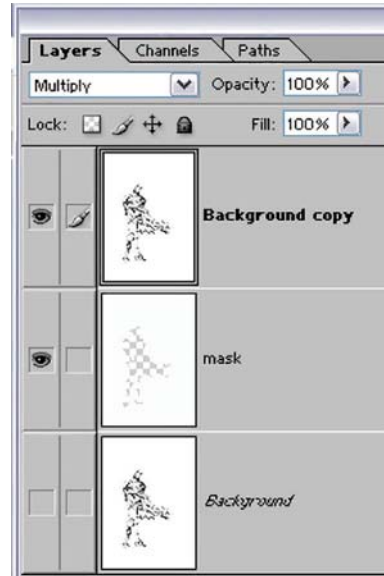 Layers Channels Paths
Multiply Opacity: 100%
Lock: Fill: 100%
Background copy
mask
Background